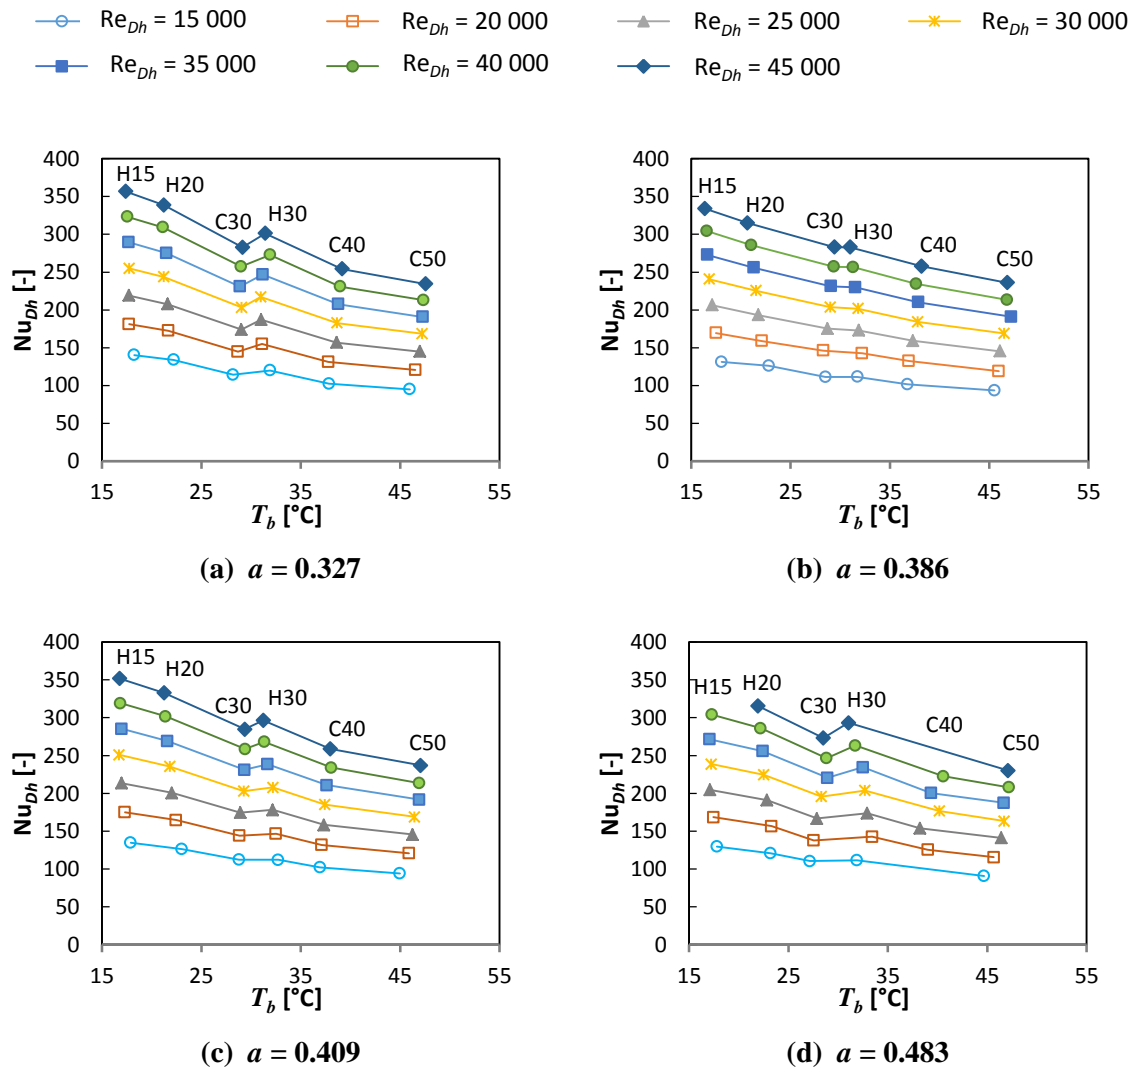 Re_Dh = 15 000 Re_Dh = 20 000 Re_Dh = 25 000 Re_Dh = 30 000
Re_Dh = 35 000 Re_Dh = 40 000 Re_Dh = 45 000
400
350
300
250
200
150
100
50
0
Nu_Dh [-]
H15
H20
C30
H30
C40
C50
15 25 35 45 55
T_b [°C]
(a) a = 0.327
400
350
300
250
200
150
100
50
0
Nu_Dh [-]
H15
H20
C30
H30
C40
C50
15 25 35 45 55
T_b [°C]
(b) a = 0.386
400
350
300
250
200
150
100
50
0
Nu_Dh [-]
H15
H20
C30
H30
C40
C50
15 25 35 45 55
T_b [°C]
(c) a = 0.409
400
350
300
250
200
150
100
50
0
Nu_Dh [-]
H15
H20
C30
H30
C40
C50
15 25 35 45 55
T_b [°C]
(d) a = 0.483